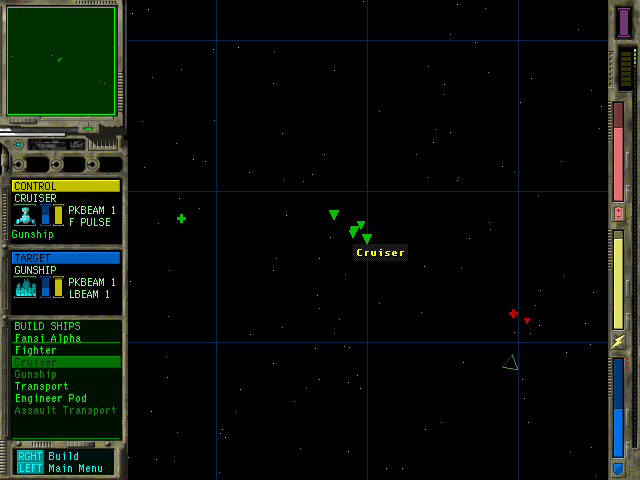 CONTROL
CRUISER
PKBEAM 1
F PULSE
Gunship
TARGET
GUNSHIP
PKBEAM 1
LBEAM 1
BUILD SHIPS
Fansi Alpha
Fighter
Cruiser
Gunship
Transport
Engineer Pod
Assault Transport
RGHT Build
LEFT Main Menu
Cruiser